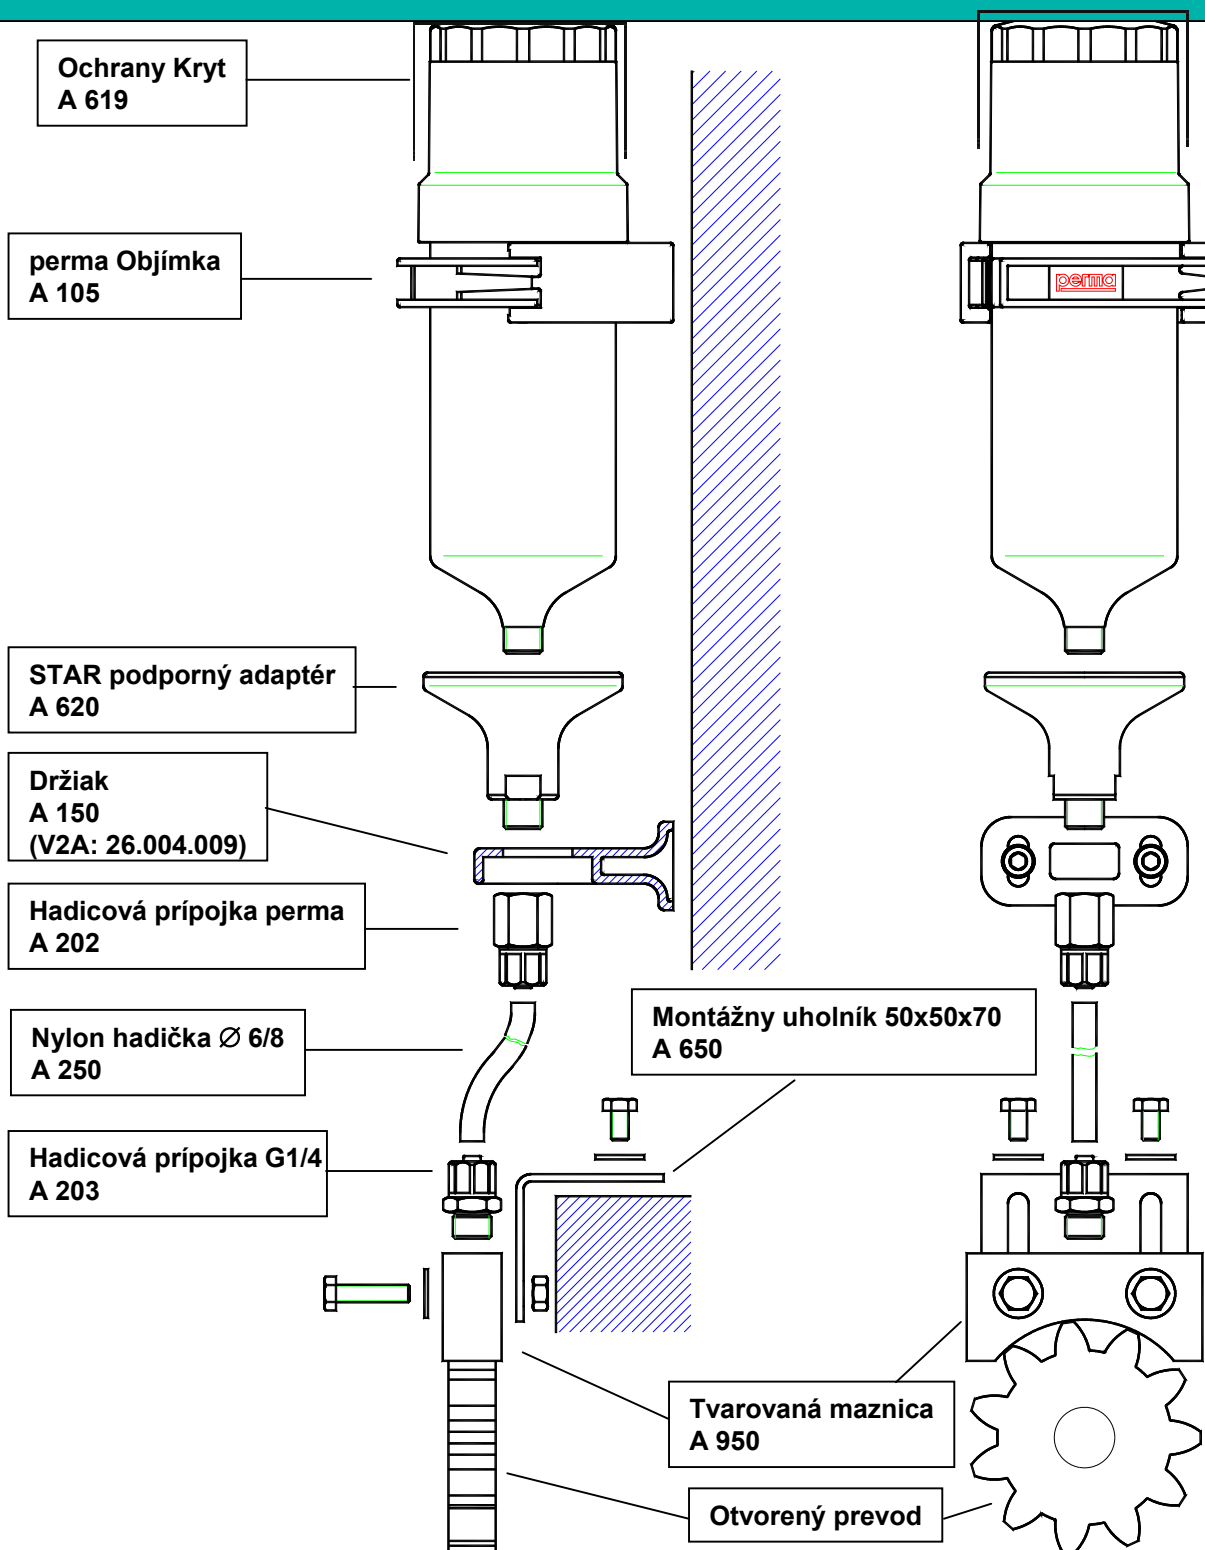 Ochrany Kryt
A 619
perma Objímka
A 105
perma
STAR podporný adaptér
A 620
Držiak
A 150
(V2A: 26.004.009)
Hadicová prípojka perma
A 202
Nylon hadička ∅ 6/8
A 250
Montážny uholník 50x50x70
A 650
Hadicová prípojka G1/4
A 203
Tvarovaná maznica
A 950
Otvorený prevod